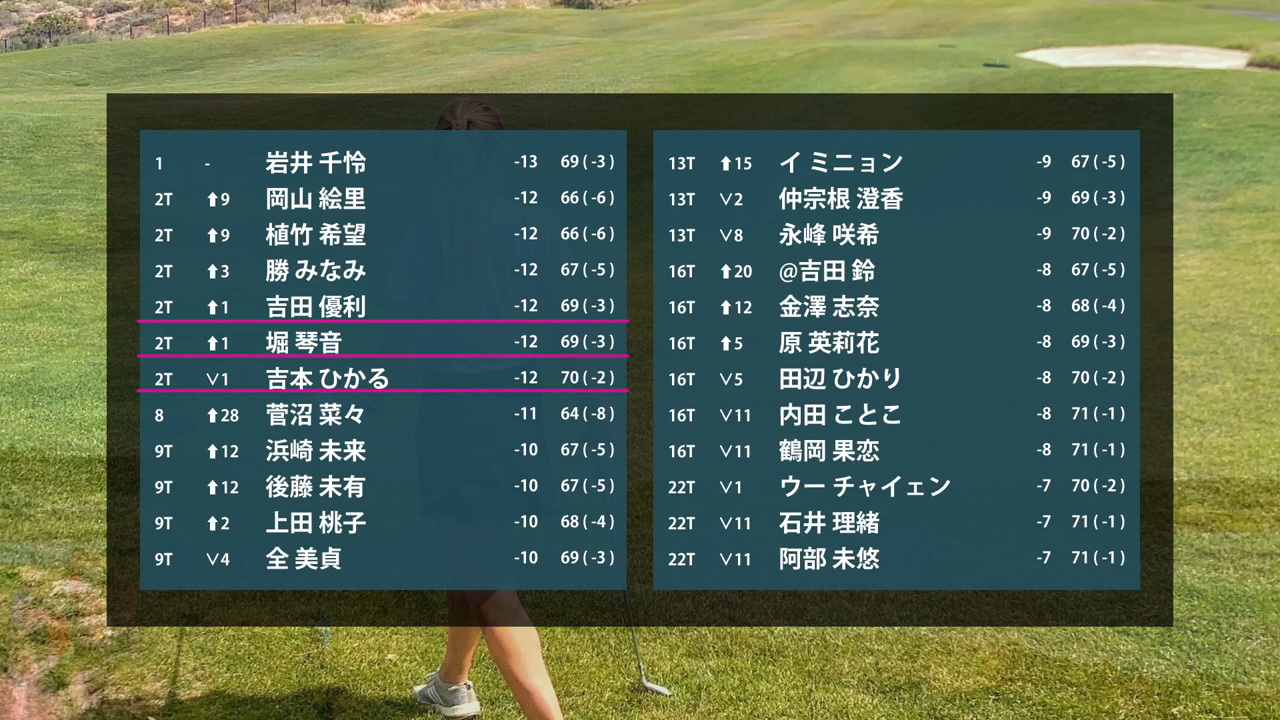 1 - 岩井 千怜 -13 69 ( -3 )
2T ⬆9 岡山 絵里 -12 66 ( -6 )
2T ⬆9 植竹 希望 -12 66 ( -6 )
2T ⬆3 勝 みなみ -12 67 ( -5 )
2T ⬆1 吉田 優利 -12 69 ( -3 )
2T ⬆1 堀 琴音 -12 69 ( -3 )
2T ∨1 吉本 ひかる -12 70 ( -2 )
8 ⬆28 菅沼 菜々 -11 64 ( -8 )
9T ⬆12 浜崎 未来 -10 67 ( -5 )
9T ⬆12 後藤 未有 -10 67 ( -5 )
9T ⬆2 上田 桃子 -10 68 ( -4 )
9T ∨4 全 美貞 -10 69 ( -3 )
13T ⬆15 イ ミニョン -9 67 ( -5 )
13T ∨2 仲宗根 澄香 -9 69 ( -3 )
13T ∨8 永峰 咲希 -9 70 ( -2 )
16T ⬆20 @吉田 鈴 -8 67 ( -5 )
16T ⬆12 金澤 志奈 -8 68 ( -4 )
16T ⬆5 原 英莉花 -8 69 ( -3 )
16T ∨5 田辺 ひかり -8 70 ( -2 )
16T ∨11 内田 ことこ -8 71 ( -1 )
16T ∨11 鶴岡 果恋 -8 71 ( -1 )
22T ∨1 ウー チャイェン -7 70 ( -2 )
22T ∨11 石井 理緒 -7 71 ( -1 )
22T ∨11 阿部 未悠 -7 71 ( -1 )